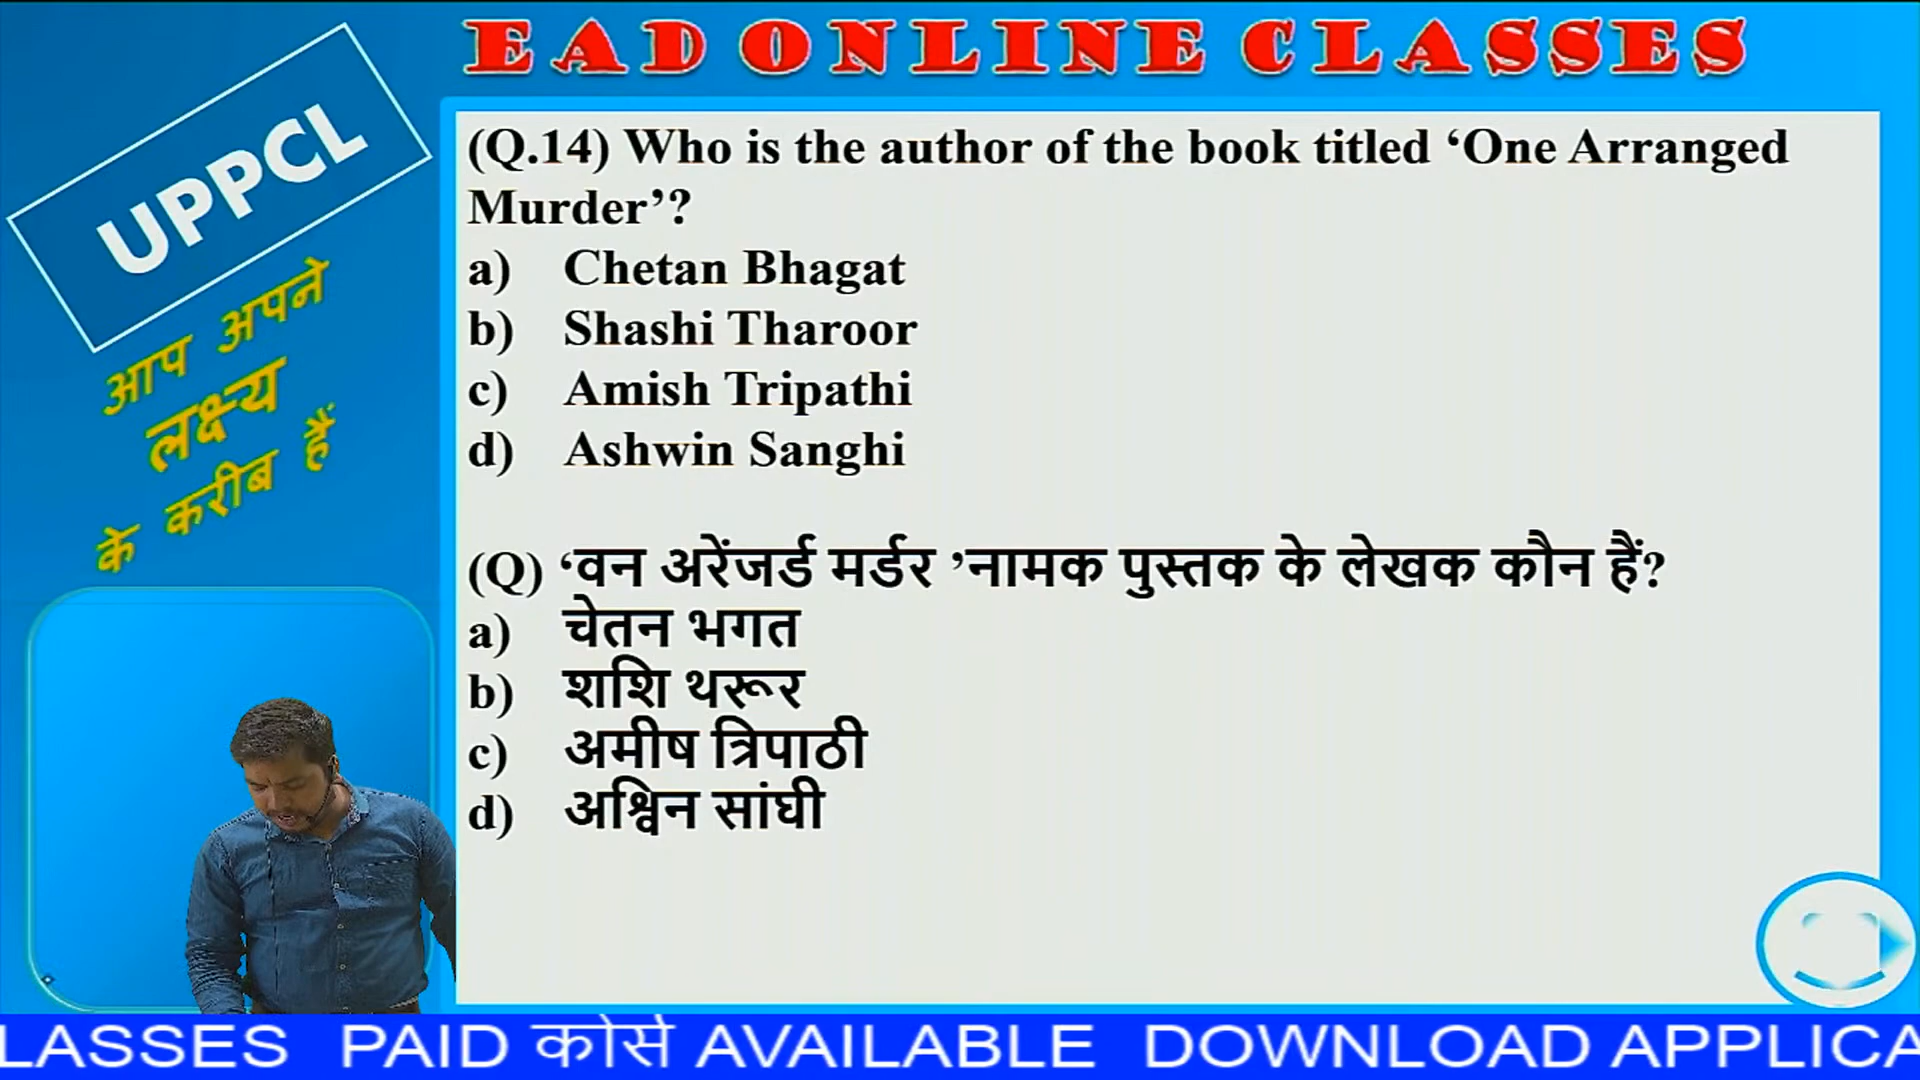 EAD ONLINE CLASSES
UPPCL
आप अपने
लक्ष्य
के करीब हैं
(Q.14) Who is the author of the book titled ‘One Arranged
Murder’?
a) Chetan Bhagat
b) Shashi Tharoor
c) Amish Tripathi
d) Ashwin Sanghi
(Q) ‘वन अरेंजर्ड मर्डर ’नामक पुस्तक के लेखक कौन हैं?
a) चेतन भगत
b) शशि थरूर
c) अमीष त्रिपाठी
d) अश्विन सांघी
LASSES PAID कोर्स AVAILABLE DOWNLOAD APPLICA